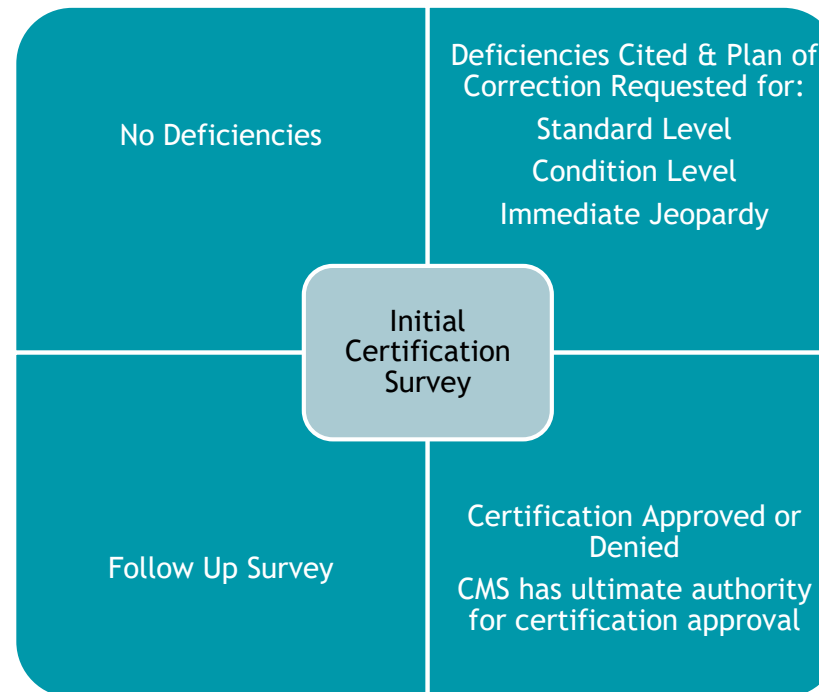 No Deficiencies
Deficiencies Cited & Plan of
Correction Requested for:
Standard Level
Condition Level
Immediate Jeopardy
Initial
Certification
Survey
Follow Up Survey
Certification Approved or
Denied
CMS has ultimate authority
for certification approval